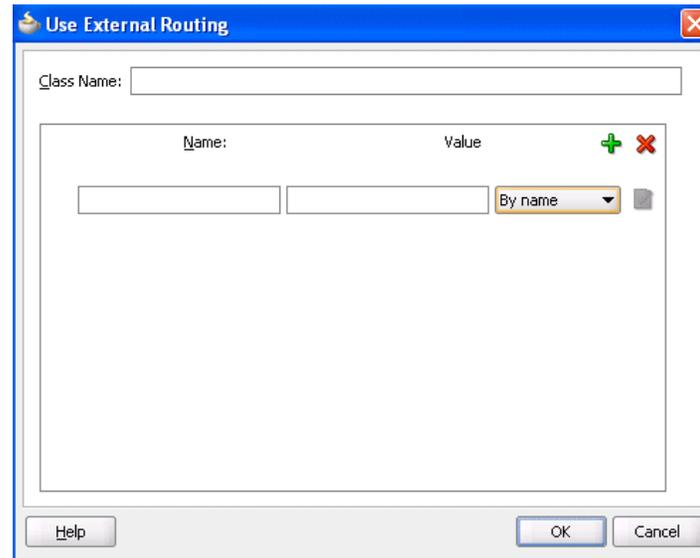 Use External Routing
Class Name:
Name: Value
By name
Help OK Cancel